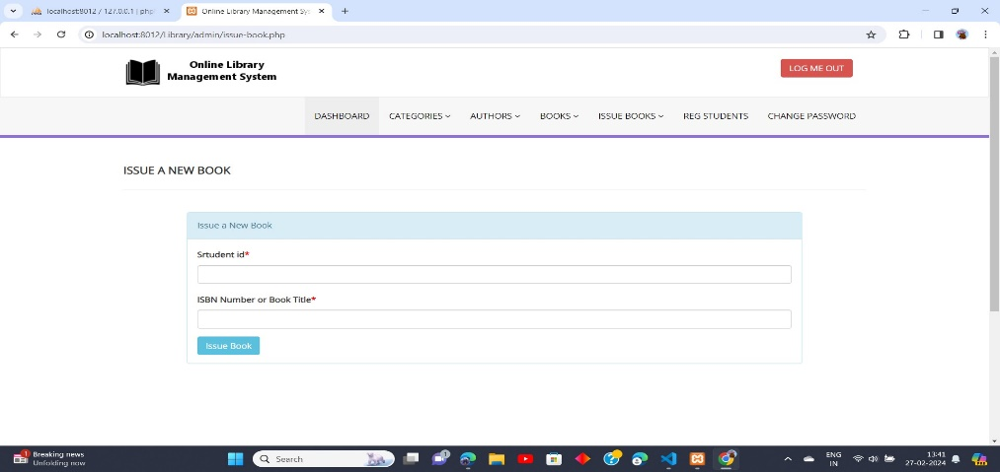 localhost:8012 / 127.0.0.1 | php
Online Library Management Sys
localhost:8012/Library/admin/issue-book.php
Online Library
Management System
LOG ME OUT
DASHBOARD CATEGORIES AUTHORS BOOKS ISSUE BOOKS REG STUDENTS CHANGE PASSWORD
ISSUE A NEW BOOK
Issue a New Book
Srtudent id*
ISBN Number or Book Title*
Issue Book
1
Breaking news
Unfolding now
Search
1
ENG
IN
13:41
27-02-2024